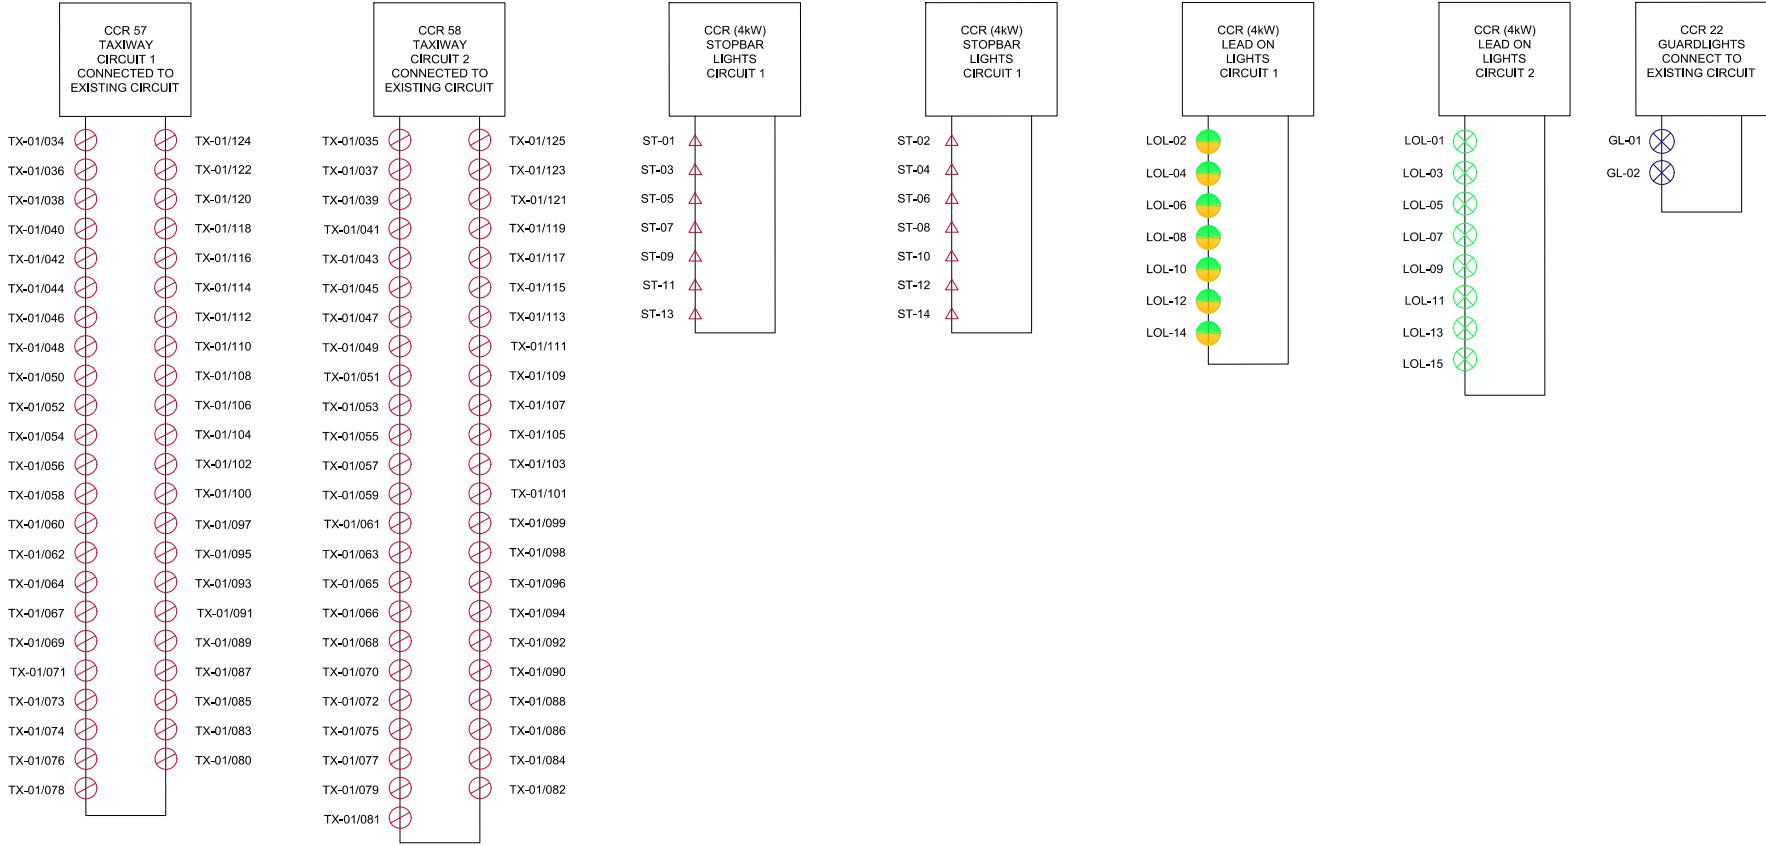 CCR 57
TAXIWAY
CIRCUIT 1
CONNECTED TO
EXISTING CIRCUIT
TX-01/034
TX-01/036
TX-01/038
TX-01/040
TX-01/042
TX-01/044
TX-01/046
TX-01/048
TX-01/050
TX-01/052
TX-01/054
TX-01/056
TX-01/058
TX-01/060
TX-01/062
TX-01/064
TX-01/067
TX-01/069
TX-01/071
TX-01/073
TX-01/074
TX-01/076
TX-01/078
TX-01/124
TX-01/122
TX-01/120
TX-01/118
TX-01/116
TX-01/114
TX-01/112
TX-01/110
TX-01/108
TX-01/106
TX-01/104
TX-01/102
TX-01/100
TX-01/097
TX-01/095
TX-01/093
TX-01/091
TX-01/089
TX-01/087
TX-01/085
TX-01/083
TX-01/080
CCR 58
TAXIWAY
CIRCUIT 2
CONNECTED TO
EXISTING CIRCUIT
TX-01/035
TX-01/037
TX-01/039
TX-01/041
TX-01/043
TX-01/045
TX-01/047
TX-01/049
TX-01/051
TX-01/053
TX-01/055
TX-01/057
TX-01/059
TX-01/061
TX-01/063
TX-01/065
TX-01/066
TX-01/068
TX-01/070
TX-01/072
TX-01/075
TX-01/077
TX-01/079
TX-01/081
TX-01/125
TX-01/123
TX-01/121
TX-01/119
TX-01/117
TX-01/115
TX-01/113
TX-01/111
TX-01/109
TX-01/107
TX-01/105
TX-01/103
TX-01/101
TX-01/099
TX-01/098
TX-01/096
TX-01/094
TX-01/092
TX-01/090
TX-01/088
TX-01/086
TX-01/084
TX-01/082
CCR (4kW)
STOPBAR
LIGHTS
CIRCUIT 1
ST-01
ST-03
ST-05
ST-07
ST-09
ST-11
ST-13
CCR (4kW)
STOPBAR
LIGHTS
CIRCUIT 1
ST-02
ST-04
ST-06
ST-08
ST-10
ST-12
ST-14
CCR (4kW)
LEAD ON
LIGHTS
CIRCUIT 1
LOL-02
LOL-04
LOL-06
LOL-08
LOL-10
LOL-12
LOL-14
CCR (4kW)
LEAD ON
LIGHTS
CIRCUIT 2
LOL-01
LOL-03
LOL-05
LOL-07
LOL-09
LOL-11
LOL-13
LOL-15
CCR 22
GUARDLIGHTS
CONNECT TO
EXISTING CIRCUIT
GL-01
GL-02